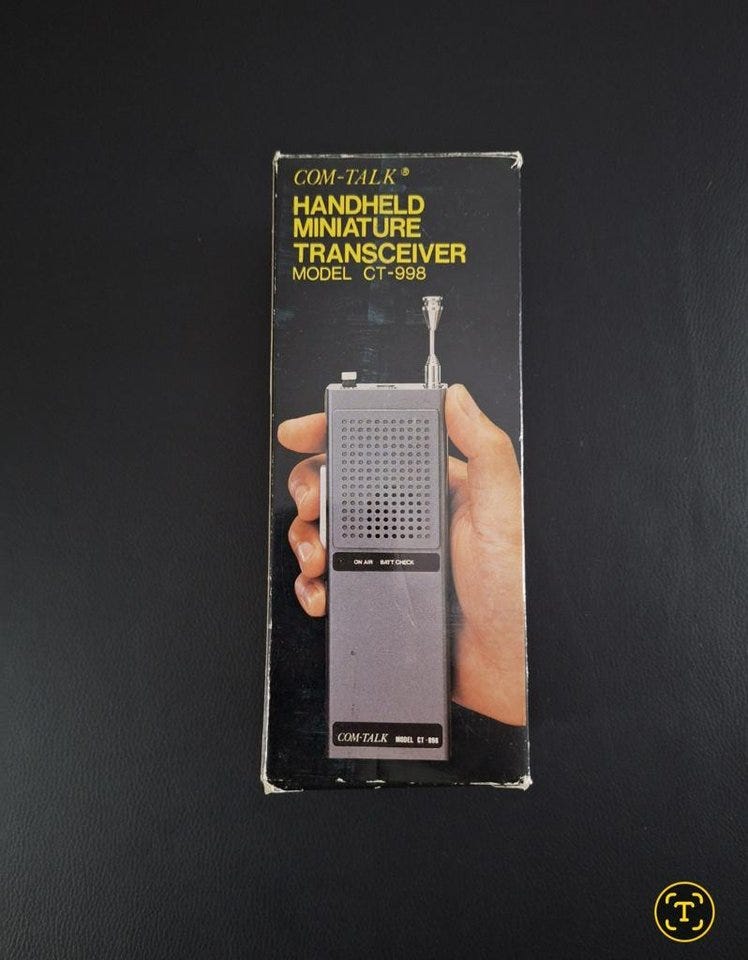 COM-TALK®
HANDHELD
MINIATURE
TRANSCEIVER
MODEL CT-998
ON AIR BATT CHECK
COM-TALK MODEL CT-998
T